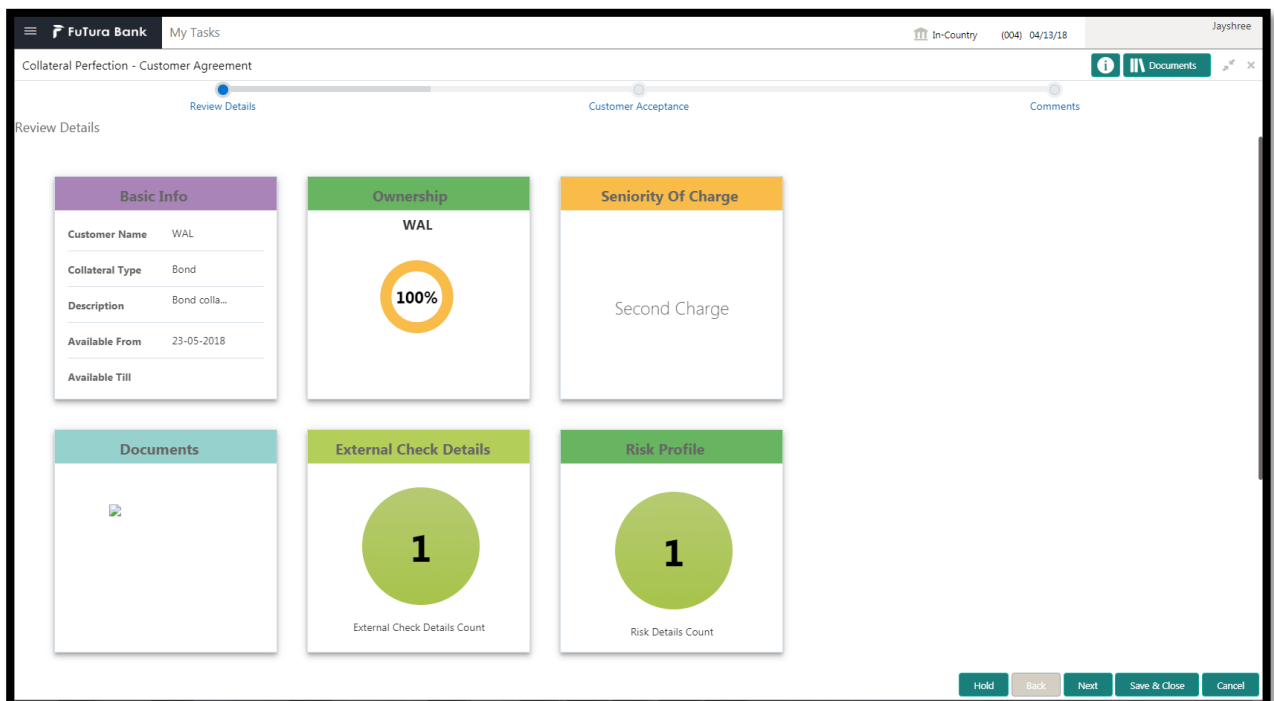 FuTura Bank My Tasks In-Country (004) 04/13/18 Jayshree
Collateral Perfection - Customer Agreement i Documents
Review Details Customer Acceptance Comments
Review Details
Basic Info
Customer Name WAL
Collateral Type Bond
Description Bond colla...
Available From 23-05-2018
Available Till
Ownership
WAL
100%
Seniority Of Charge
Second Charge
Documents
External Check Details
1
External Check Details Count
Risk Profile
1
Risk Details Count
Hold Back Next Save & Close Cancel